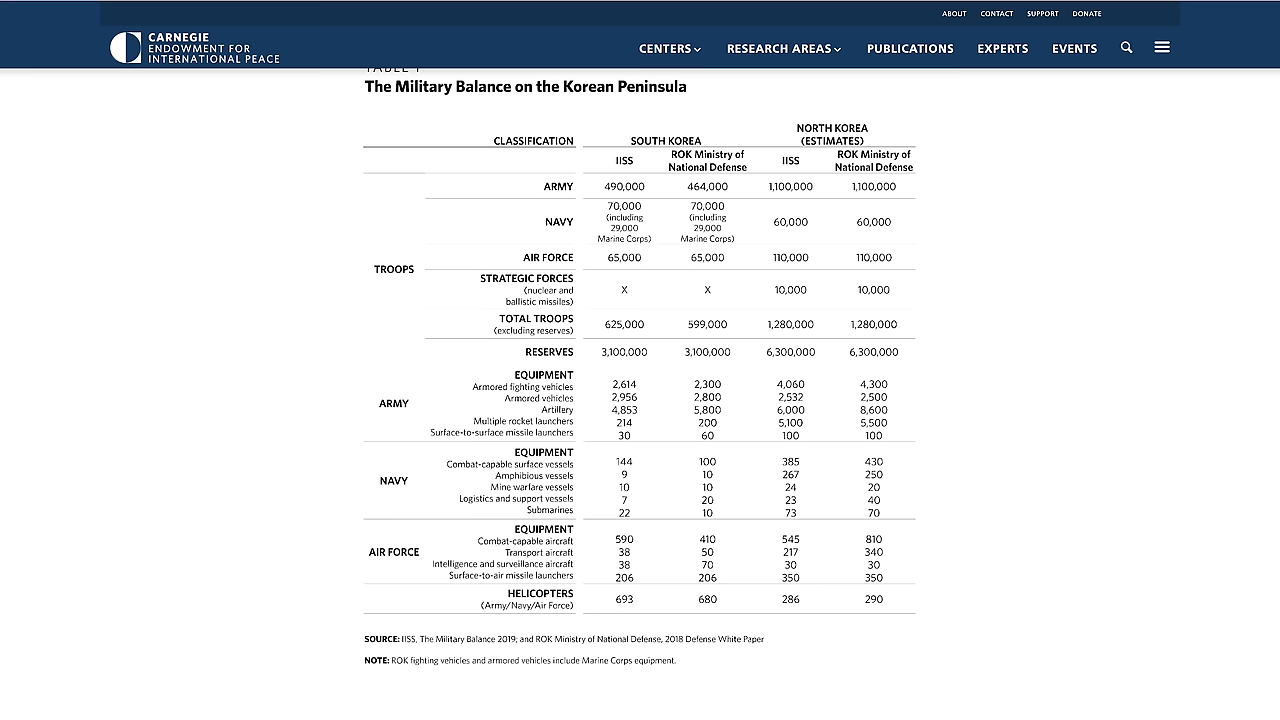 ABOUT CONTACT SUPPORT DONATE
CARNEGIE
ENDOWMENT FOR
INTERNATIONAL PEACE
CENTERS RESEARCH AREAS PUBLICATIONS EXPERTS EVENTS
TABLE 1
The Military Balance on the Korean Peninsula
CLASSIFICATION SOUTH KOREA NORTH KOREA
(ESTIMATES)
IISS ROK Ministry of
National Defense IISS ROK Ministry of
National Defense
TROOPS
ARMY 490,000 464,000 1,100,000 1,100,000
NAVY 70,000
(including
29,000
Marine Corps) 70,000
(including
29,000
Marine Corps) 60,000 60,000
AIR FORCE 65,000 65,000 110,000 110,000
STRATEGIC FORCES
(nuclear and
ballistic missiles) X X 10,000 10,000
TOTAL TROOPS
(excluding reserves) 625,000 599,000 1,280,000 1,280,000
RESERVES 3,100,000 3,100,000 6,300,000 6,300,000
ARMY
EQUIPMENT
Armored fighting vehicles 2,614 2,300 4,060 4,300
Armored vehicles 2,956 2,800 2,532 2,500
Artillery 4,853 5,800 6,000 8,600
Multiple rocket launchers 214 200 5,100 5,500
Surface-to-surface missile launchers 30 60 100 100
NAVY
EQUIPMENT
Combat-capable surface vessels 144 100 385 430
Amphibious vessels 9 10 267 250
Mine warfare vessels 10 10 24 20
Logistics and support vessels 7 20 23 40
Submarines 22 10 73 70
AIR FORCE
EQUIPMENT
Combat-capable aircraft 590 410 545 810
Transport aircraft 38 50 217 340
Intelligence and surveillance aircraft 38 70 30 30
Surface-to-air missile launchers 206 206 350 350
HELICOPTERS
(Army/Navy/Air Force) 693 680 286 290
SOURCE: IISS, The Military Balance 2019; and ROK Ministry of National Defense, 2018 Defense White Paper
NOTE: ROK fighting vehicles and armored vehicles include Marine Corps equipment.